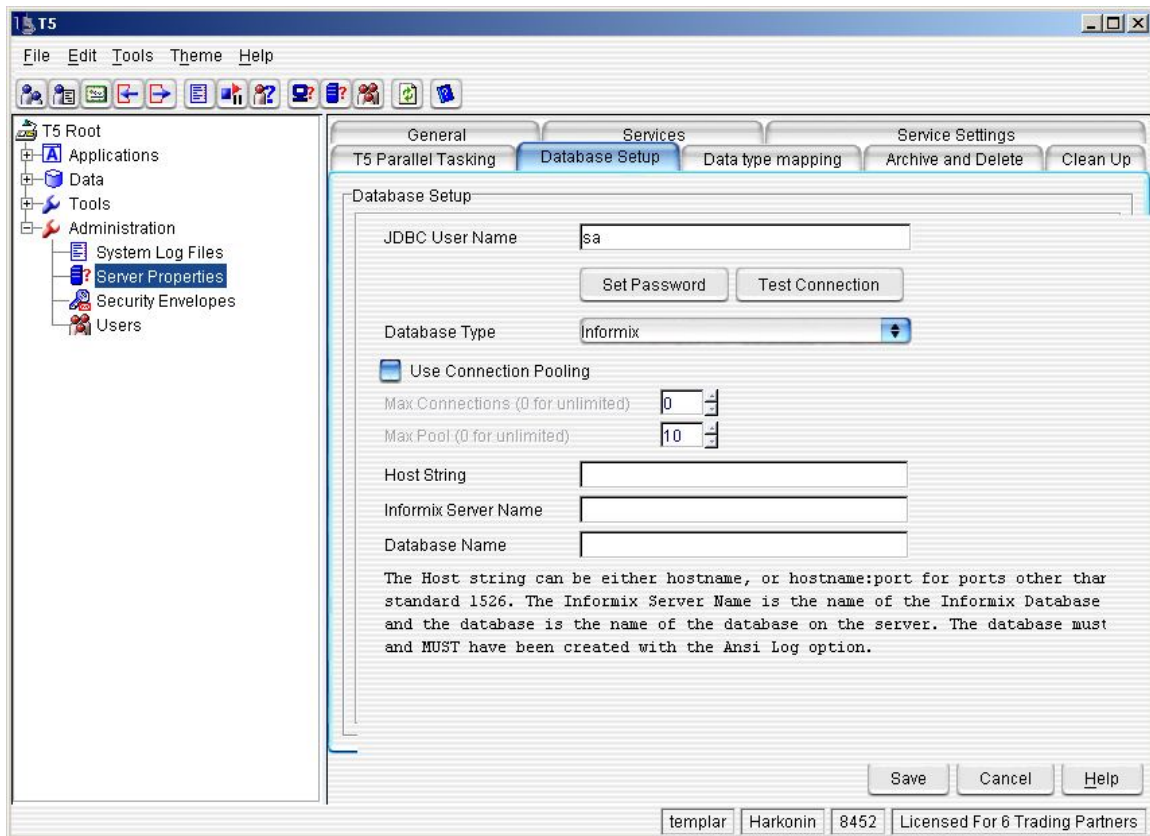 T5
File Edit Tools Theme Help
T5 Root
Applications
Data
Tools
Administration
System Log Files
Server Properties
Security Envelopes
Users
General Services Service Settings
T5 Parallel Tasking Database Setup Data type mapping Archive and Delete Clean Up
Database Setup
JDBC User Name sa
Set Password Test Connection
Database Type Informix
Use Connection Pooling
Max Connections (0 for unlimited) 0
Max Pool (0 for unlimited) 10
Host String
Informix Server Name
Database Name
The Host string can be either hostname, or hostname:port for ports other
standard 1526. The Informix Server Name is the name of the Informix Database
and the database is the name of the database on the server. The database must
and MUST have been created with the Ansi Log option.
Save Cancel Help
templar Harkonin 8452 Licensed For 6 Trading Partners